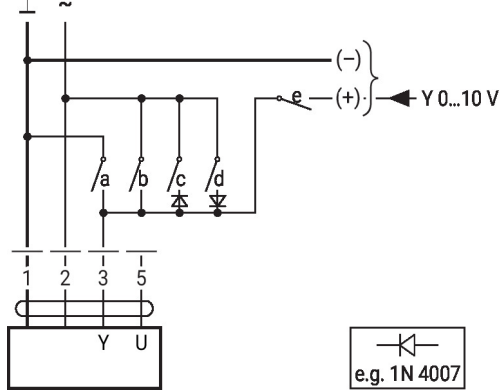 ⊥ ~
(–)
e (+) Y 0...10 V
a b c d
1 2 3 5
Y U
e.g. 1N 4007